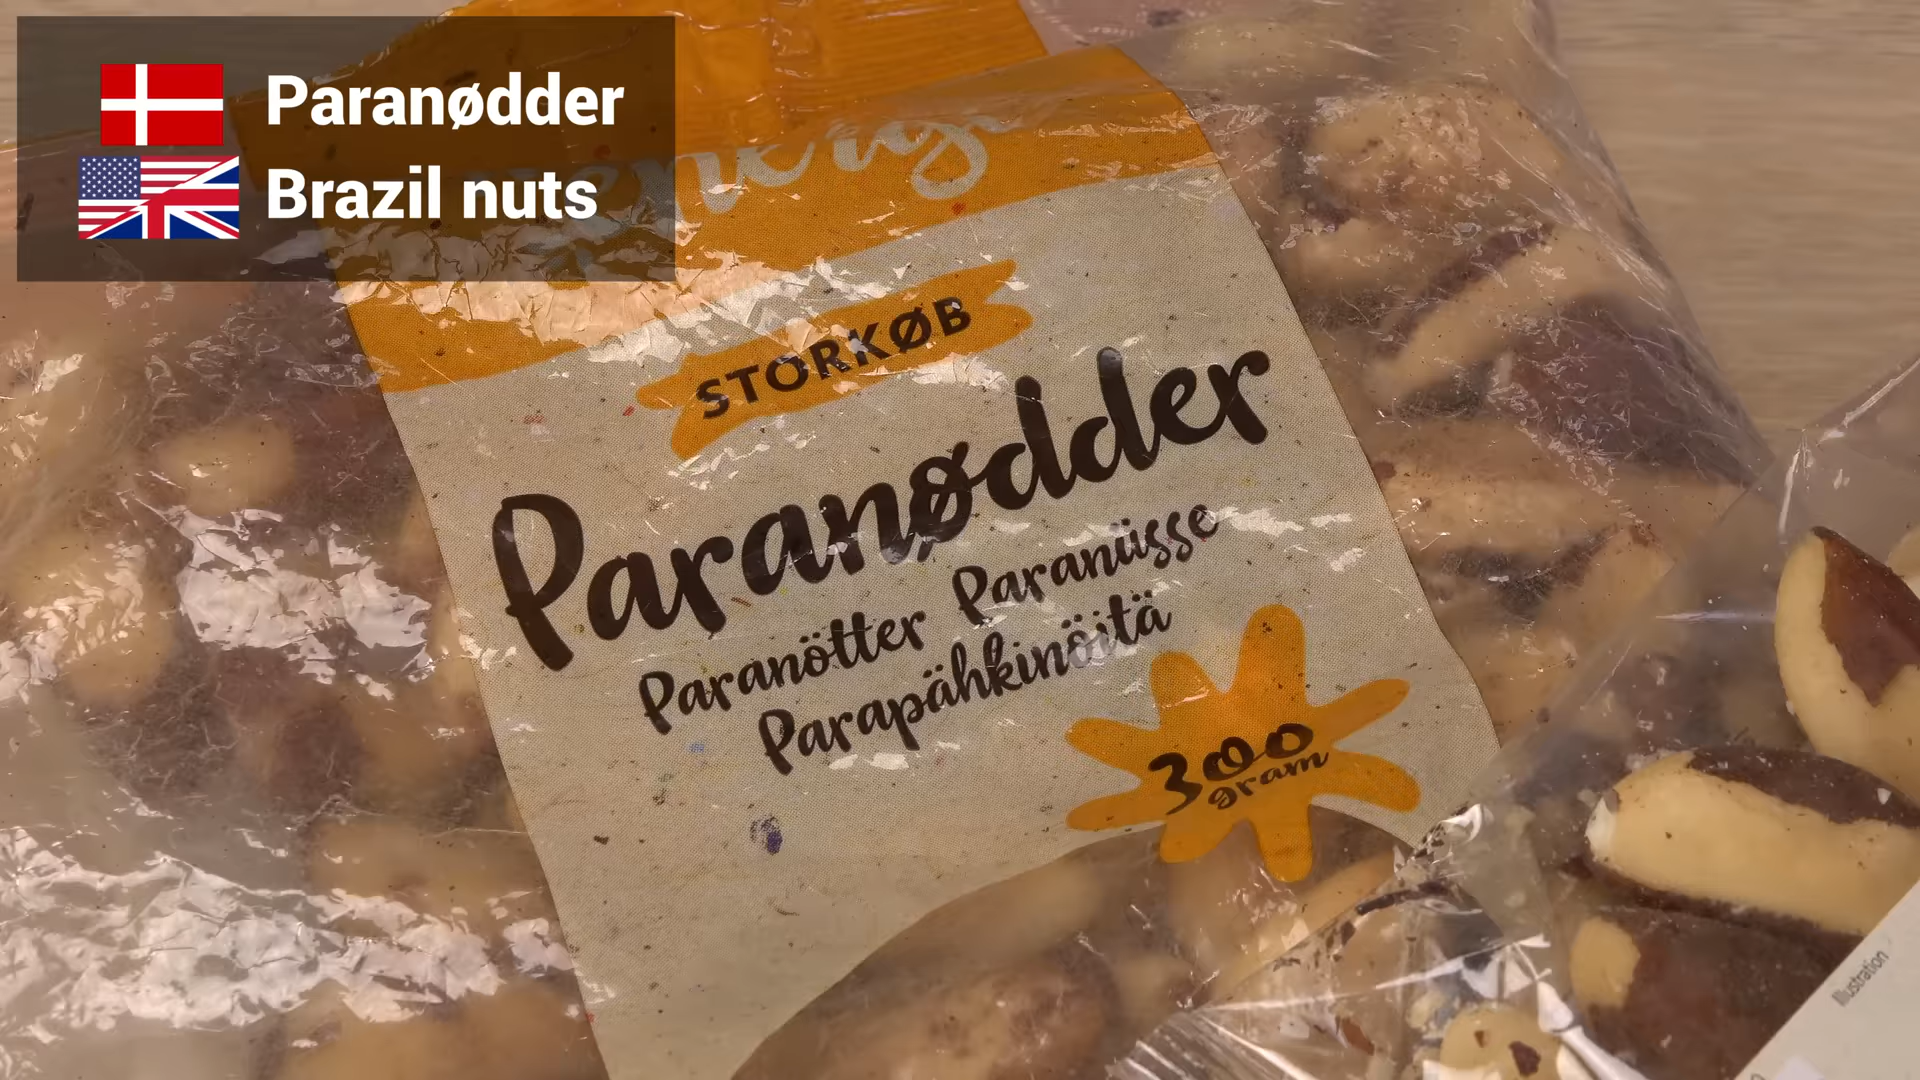 Paranødder
Brazil nuts
STORKØB
Paranødder
Paranötter Paranüsse
Parapähkinöitä
300
gram
Illustration